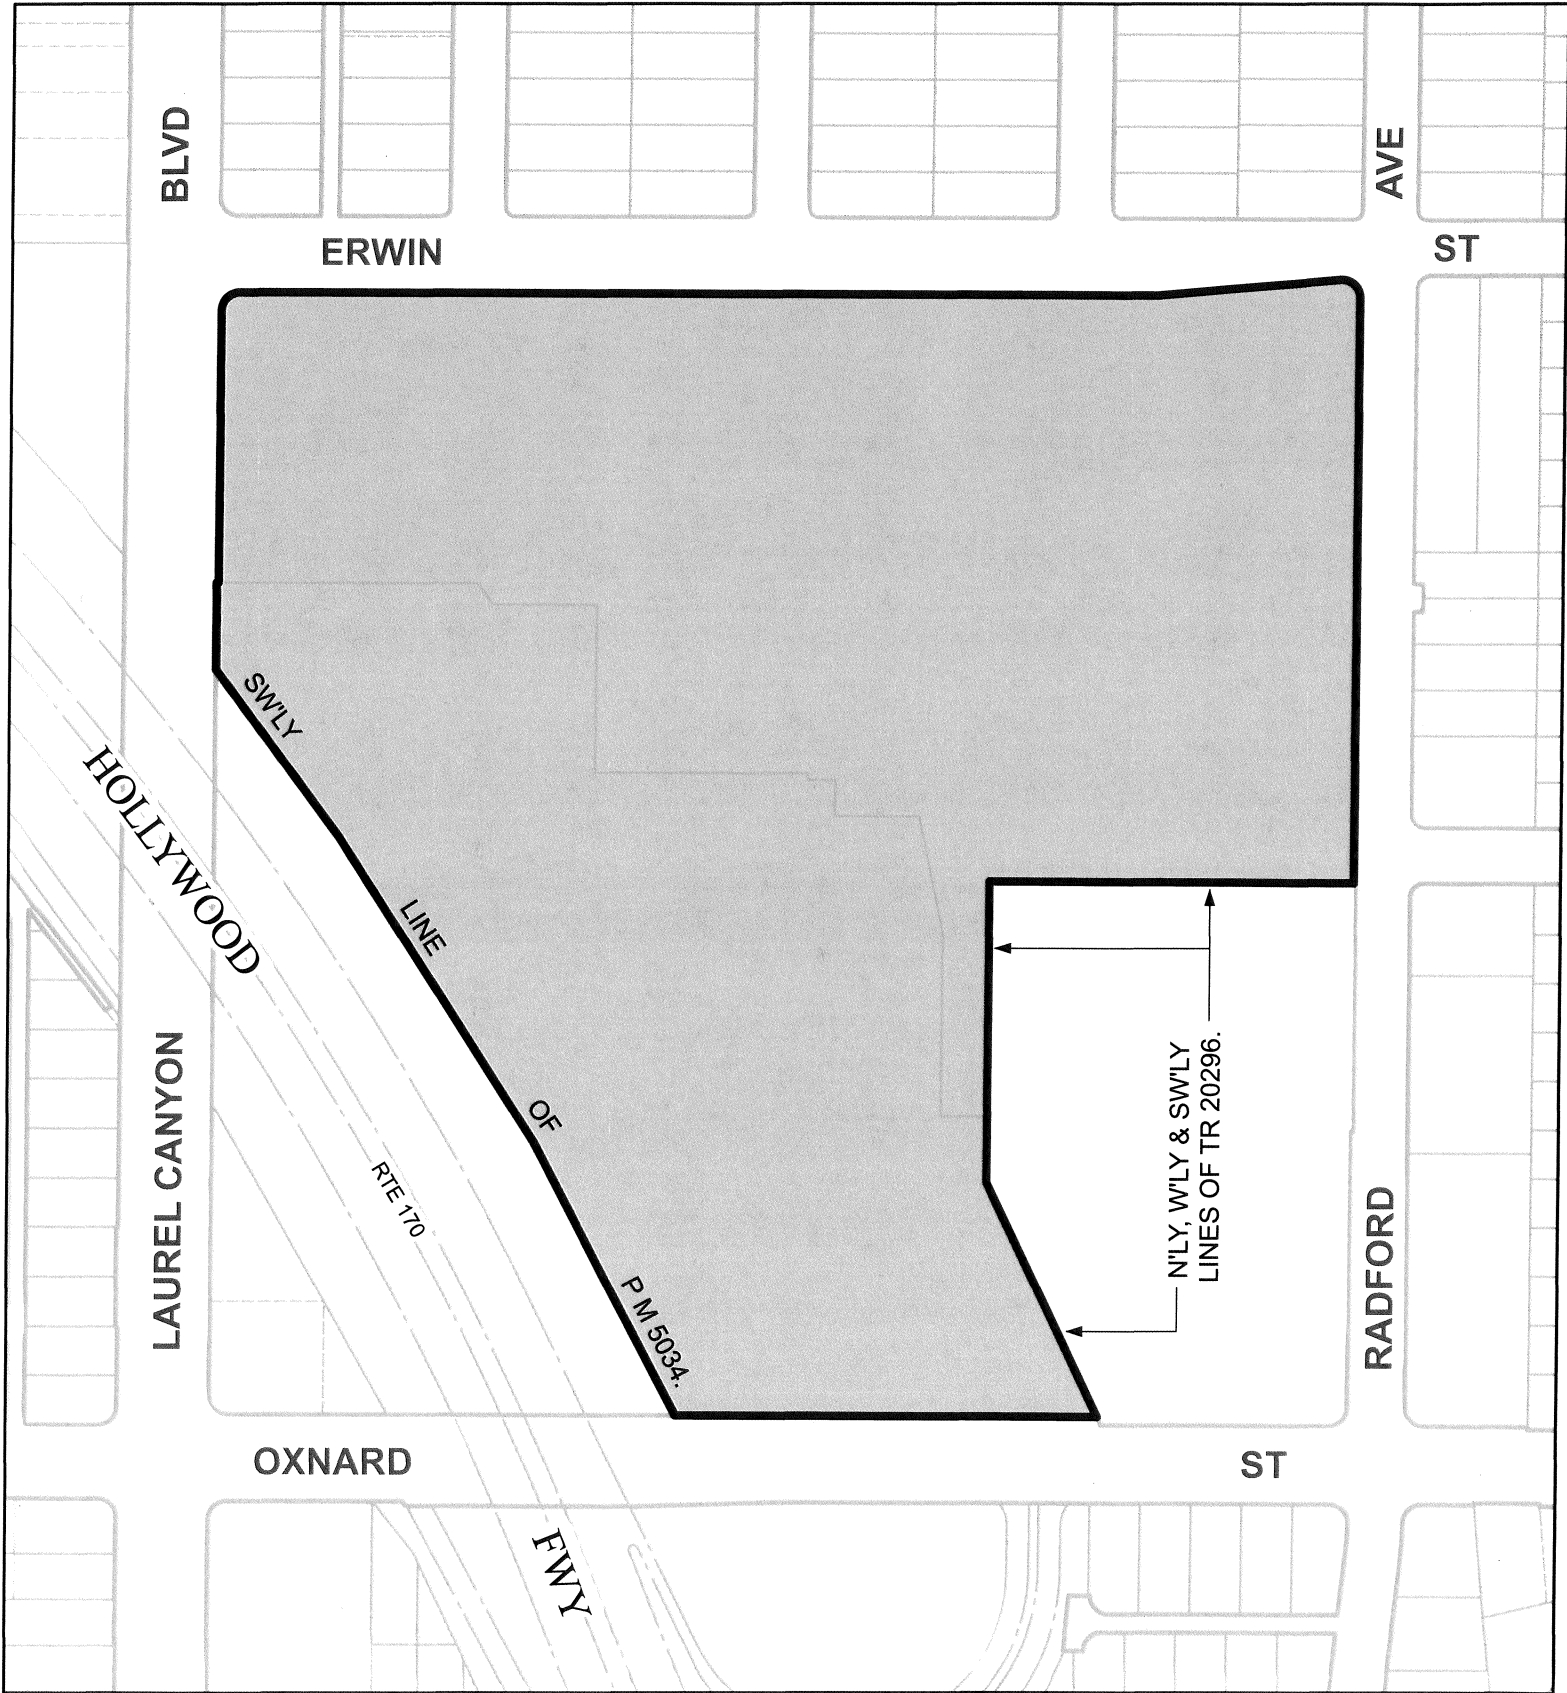 BLVD
AVE
ERWIN
ST
SW'LY
HOLLYWOOD
LINE
OF
LAUREL CANYON
RTE 170
N'LY, W'LY & SW'LY
LINES OF TR 20296.
RADFORD
P M 5034.
OXNARD
ST
FWY